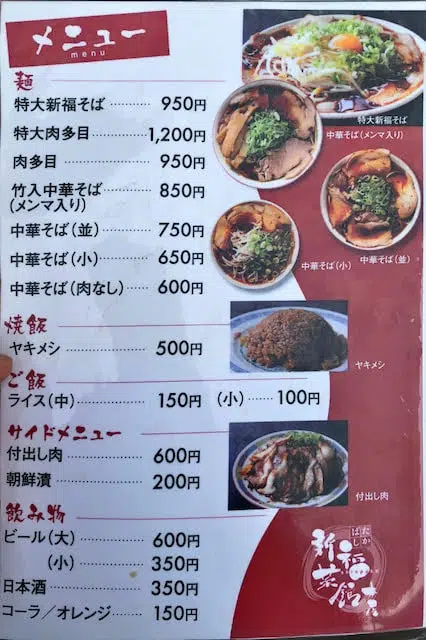 メニュー
menu
麺
特大新福そば 950円
特大肉多目 1,200円
肉多目 950円
竹入中華そば 850円
(メンマ入り)
中華そば(並) 750円
中華そば(小) 650円
中華そば(肉なし) 600円
焼飯
ヤキメシ 500円
ご飯
ライス(中) 150円 (小) 100円
サイドメニュー
付出し肉 600円
朝鮮漬 200円
飲み物
ビール(大) 600円
(小) 350円
日本酒 350円
コーラ/オレンジ 150円
特大新福そば
中華そば(メンマ入り)
中華そば(並)
中華そば(小)
ヤキメシ
付出し肉
たか
ばし
新福菜館